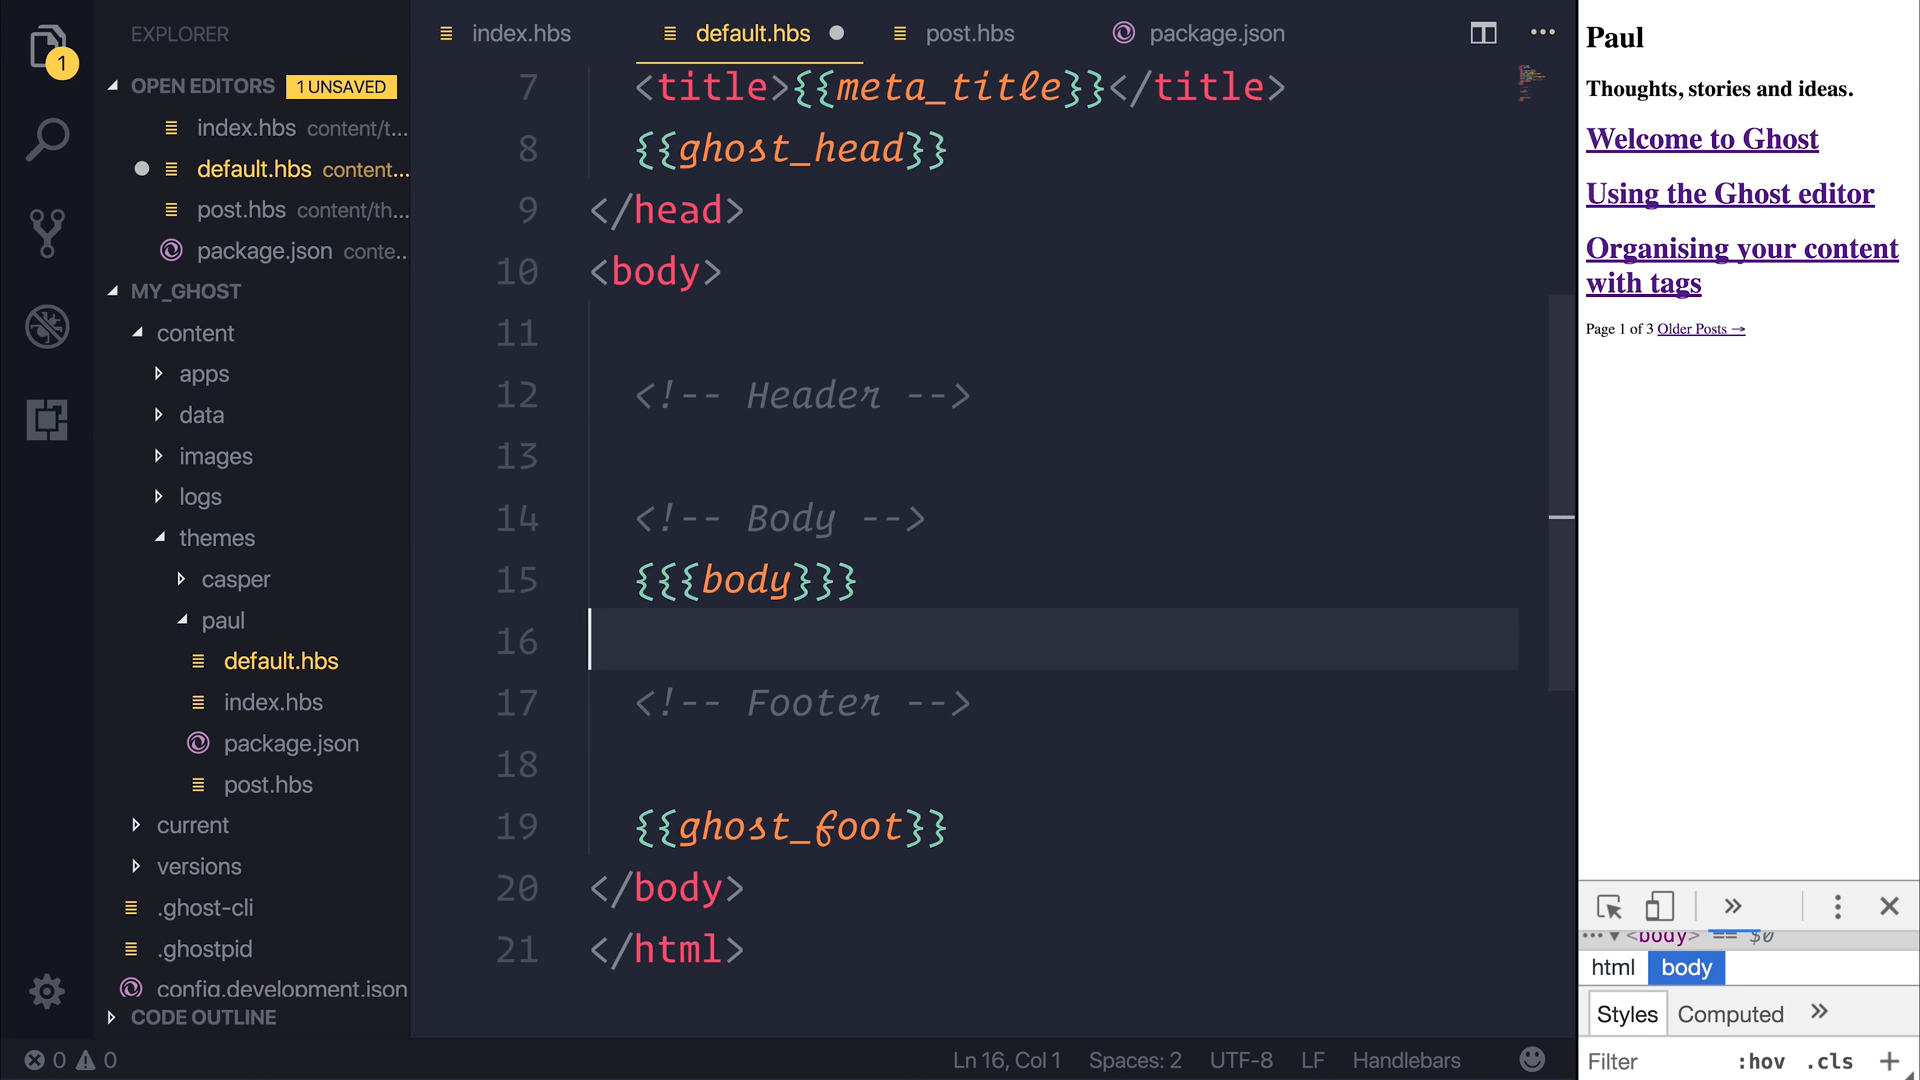 EXPLORER
OPEN EDITORS 1 UNSAVED
index.hbs content/t...
default.hbs content...
post.hbs content/th...
package.json conte...
MY_GHOST
content
apps
data
images
logs
themes
casper
paul
default.hbs
index.hbs
package.json
post.hbs
current
versions
.ghost-cli
.ghostpid
config.development.json
CODE OUTLINE
1
index.hbs default.hbs post.hbs package.json
7 <title>{{meta_title}}</title>
8 {{ghost_head}}
9 </head>
10 <body>
11
12 <!-- Header -->
13
14 <!-- Body -->
15 {{{body}}}
16
17 <!-- Footer -->
18
19 {{ghost_foot}}
20 </body>
21 </html>
0 0
Ln 16, Col 1 Spaces: 2 UTF-8 LF Handlebars
Paul
Thoughts, stories and ideas.
Welcome to Ghost
Using the Ghost editor
Organising your content
with tags
Page 1 of 3 Older Posts →
<body> == $0
html body
Styles Computed
Filter :hov .cls +